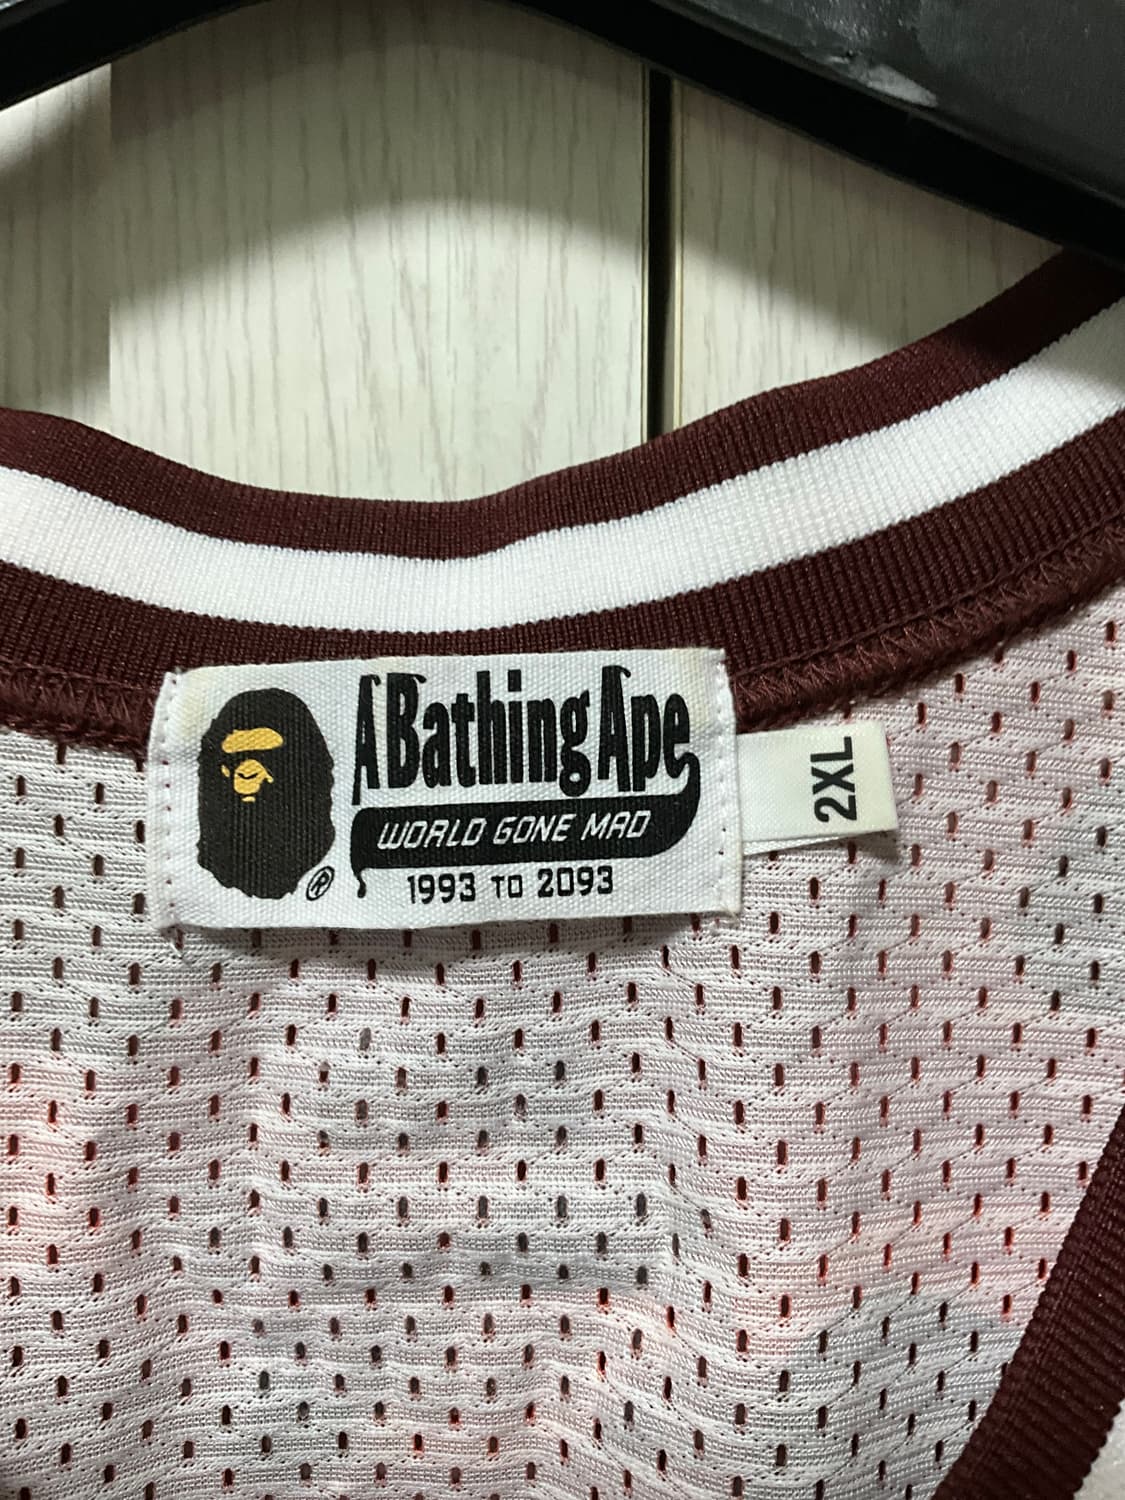 A Bathing Ape
WORLD GONE MAD
1993 TO 2093
®
2XL